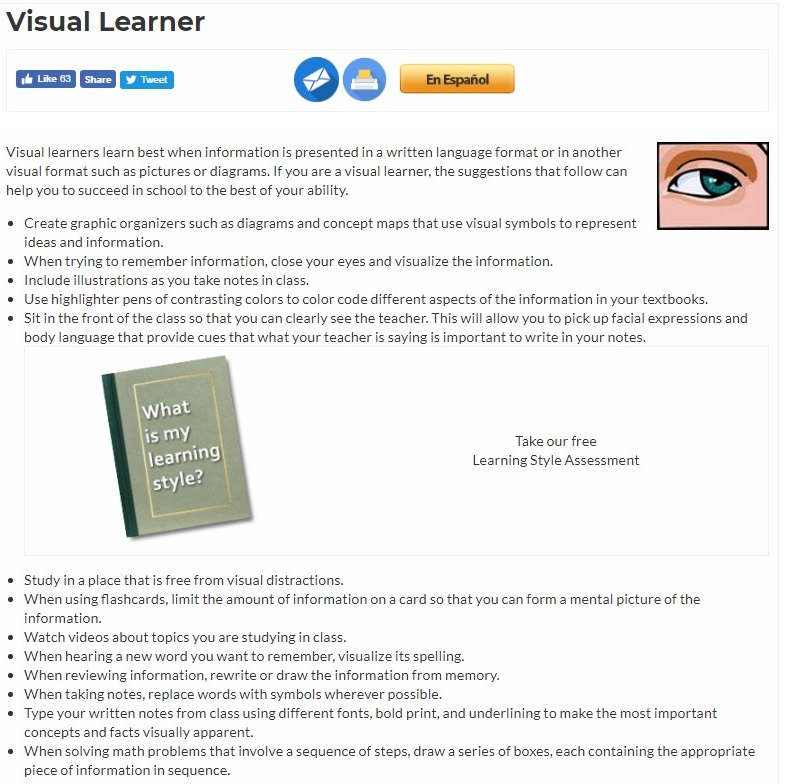 Visual Learner
Like 63
Share
Tweet
En Español
Visual learners learn best when information is presented in a written language format or in another
visual format such as pictures or diagrams. If you are a visual learner, the suggestions that follow can
help you to succeed in school to the best of your ability.
• Create graphic organizers such as diagrams and concept maps that use visual symbols to represent
ideas and information.
• When trying to remember information, close your eyes and visualize the information.
• Include illustrations as you take notes in class.
• Use highlighter pens of contrasting colors to color code different aspects of the information in your textbooks.
• Sit in the front of the class so that you can clearly see the teacher. This will allow you to pick up facial expressions and
body language that provide cues that what your teacher is saying is important to write in your notes.
What
is my
learning
style?
Take our free
Learning Style Assessment
• Study in a place that is free from visual distractions.
• When using flashcards, limit the amount of information on a card so that you can form a mental picture of the
information.
• Watch videos about topics you are studying in class.
• When hearing a new word you want to remember, visualize its spelling.
• When reviewing information, rewrite or draw the information from memory.
• When taking notes, replace words with symbols wherever possible.
• Type your written notes from class using different fonts, bold print, and underlining to make the most important
concepts and facts visually apparent.
• When solving math problems that involve a sequence of steps, draw a series of boxes, each containing the appropriate
piece of information in sequence.